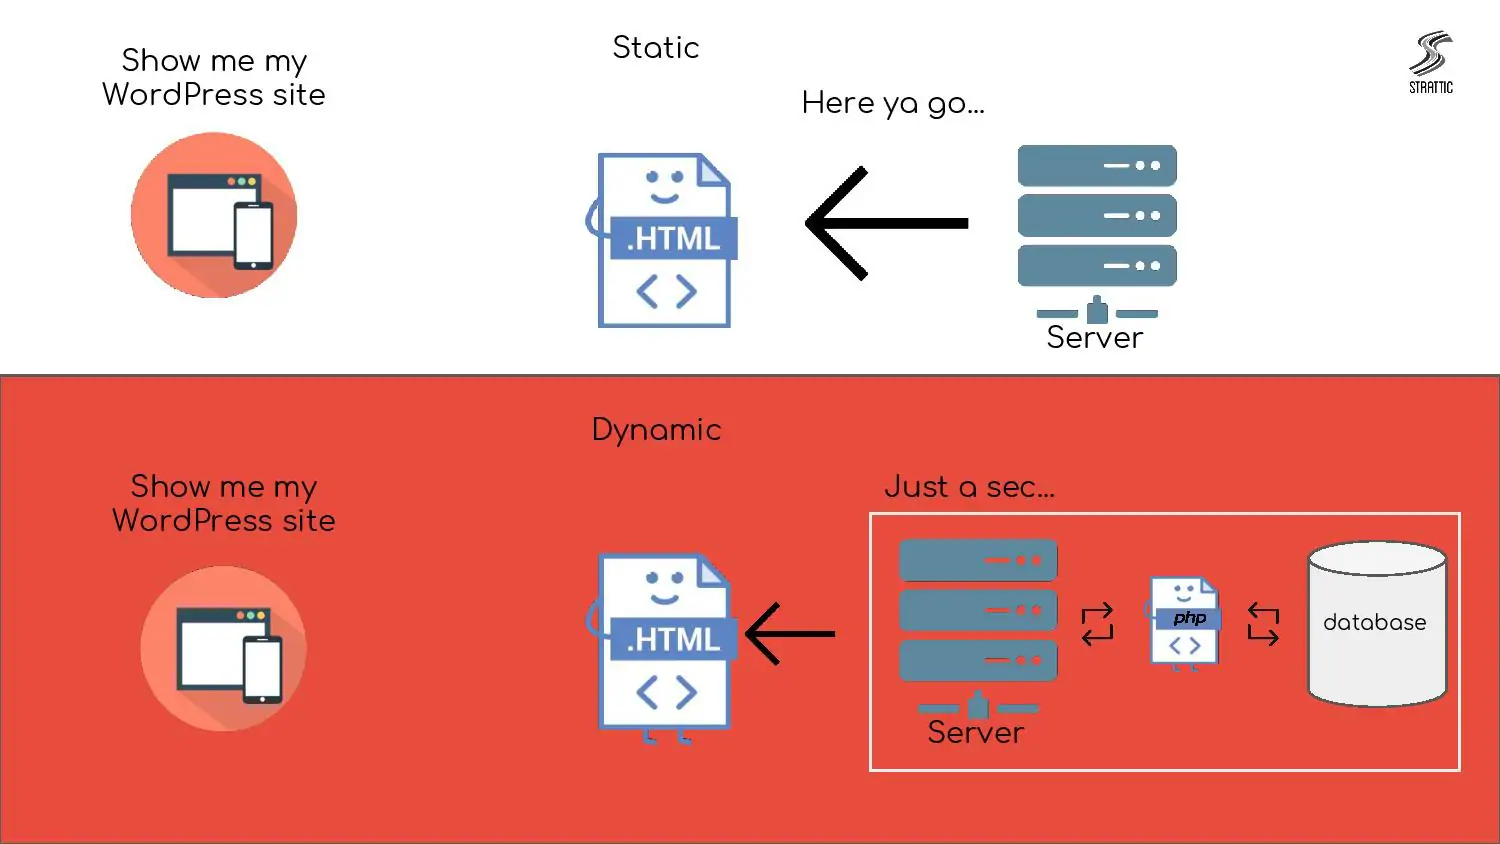 Static
Show me my
WordPress site
Here ya go...
STRATTIC
.HTML
< >
Server
Dynamic
Show me my
WordPress site
Just a sec...
.HTML
< >
php
< >
database
Server